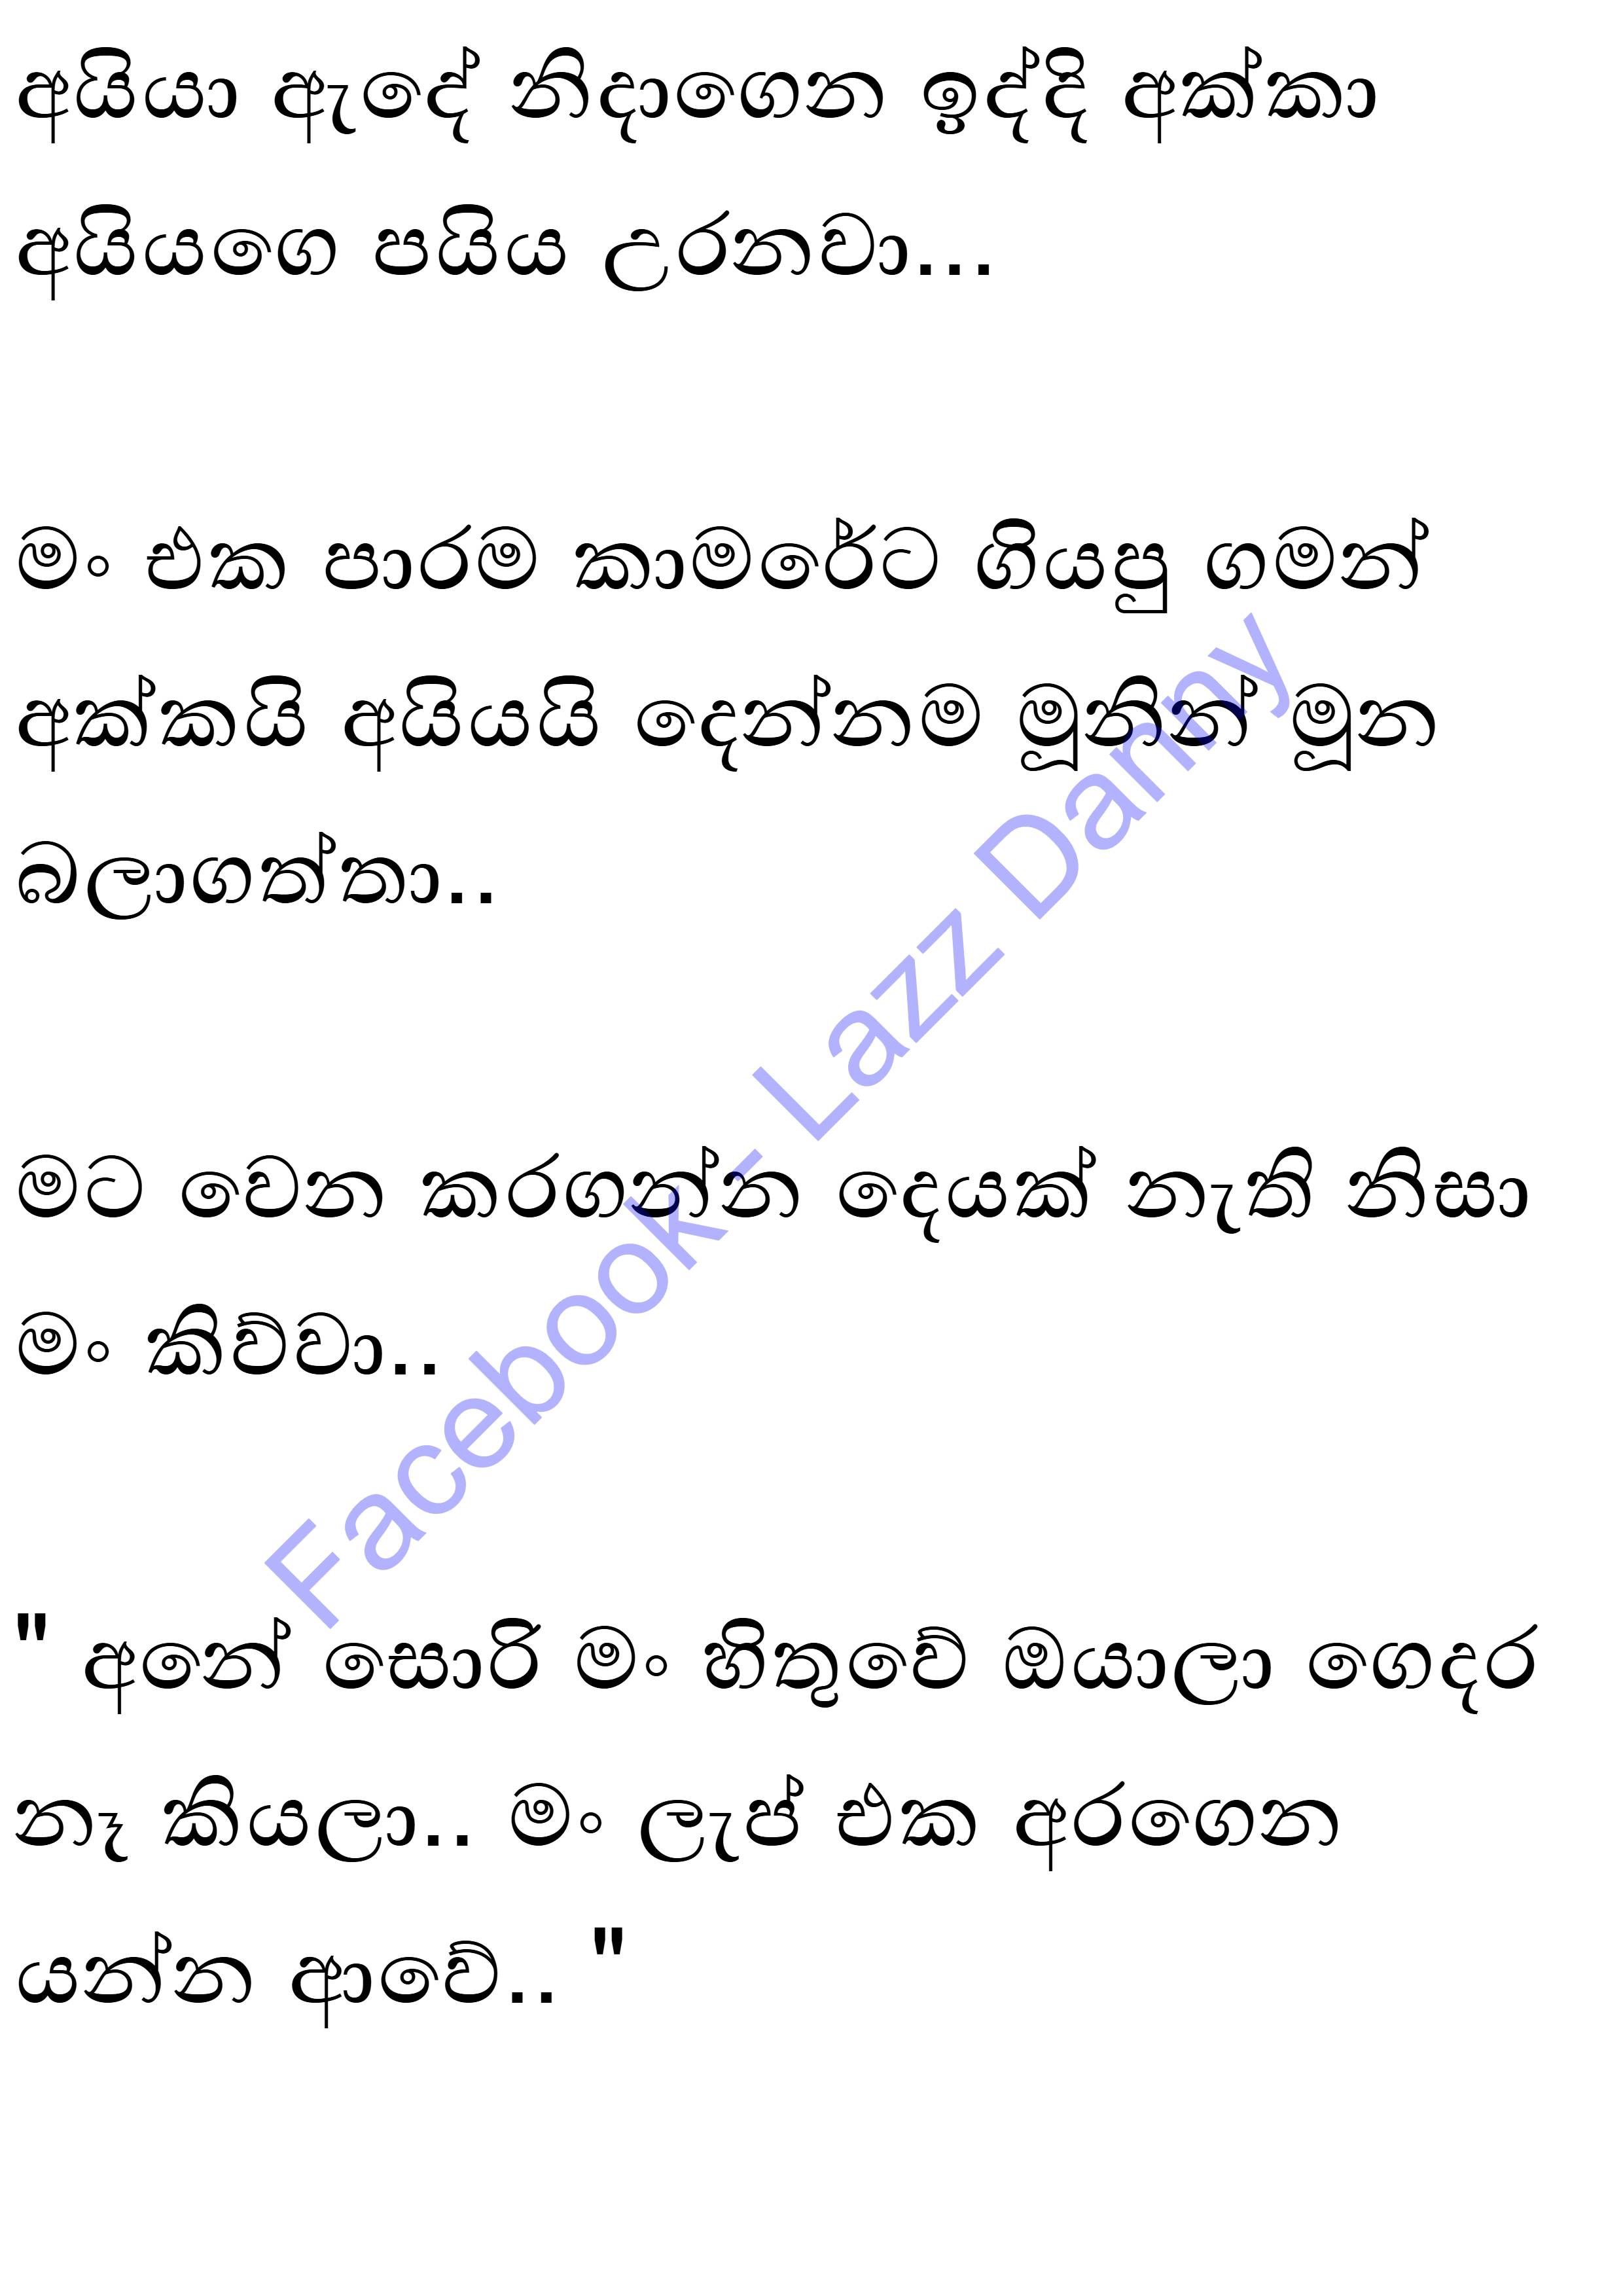 අයියා ඇඳේ නිදාගෙන ඉද්දි අක්කා
අයියගෙ පයිය උරනවා...
මං එක පාරම කාමරේට ගියපු ගමන්
අක්කයි අයියයි දෙන්නම මූනින් මූන
බලාගත්තා..
මට වෙන කරගන්න දෙයක් නැති නිසා
මං කිව්වා..
" අනේ සොරි මං හිතුවේ ඔයාලා ගෙදර
නෑ කියලා.. මං ලැප් එක අරගෙන
යන්න ආවේ.. "
Facebook- Lazz Danny